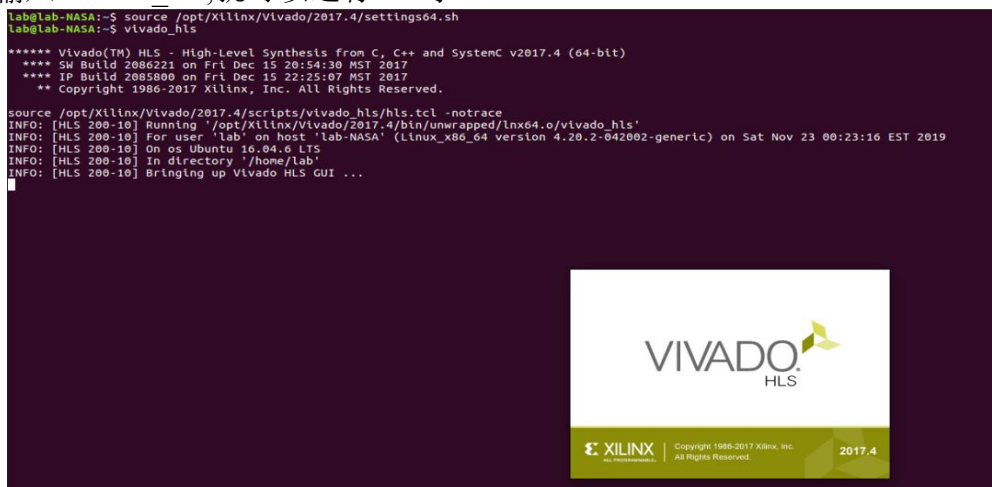 lab@lab-NASA:~$ source /opt/Xilinx/Vivado/2017.4/settings64.sh
lab@lab-NASA:~$ vivado_hls
****** Vivado(TM) HLS - High-Level Synthesis from C, C++ and SystemC v2017.4 (64-bit)
**** SW Build 2086221 on Fri Dec 15 20:54:30 MST 2017
**** IP Build 2085800 on Fri Dec 15 22:25:07 MST 2017
** Copyright 1986-2017 Xilinx, Inc. All Rights Reserved.
source /opt/Xilinx/Vivado/2017.4/scripts/vivado_hls/hls.tcl -notrace
INFO: [HLS 200-10] Running '/opt/Xilinx/Vivado/2017.4/bin/unwrapped/lnx64.o/vivado_hls'
INFO: [HLS 200-10] For user 'lab' on host 'lab-NASA' (Linux_x86_64 version 4.20.2-042002-generic) on Sat Nov 23 00:23:16 EST 2019
INFO: [HLS 200-10] On os Ubuntu 16.04.6 LTS
INFO: [HLS 200-10] In directory '/home/lab'
INFO: [HLS 200-10] Bringing up Vivado HLS GUI ...
VIVADO.
HLS
XILINX
ALL PROGRAMMABLE.
Copyright 1986-2017 Xilinx, Inc.
All Rights Reserved.
2017.4